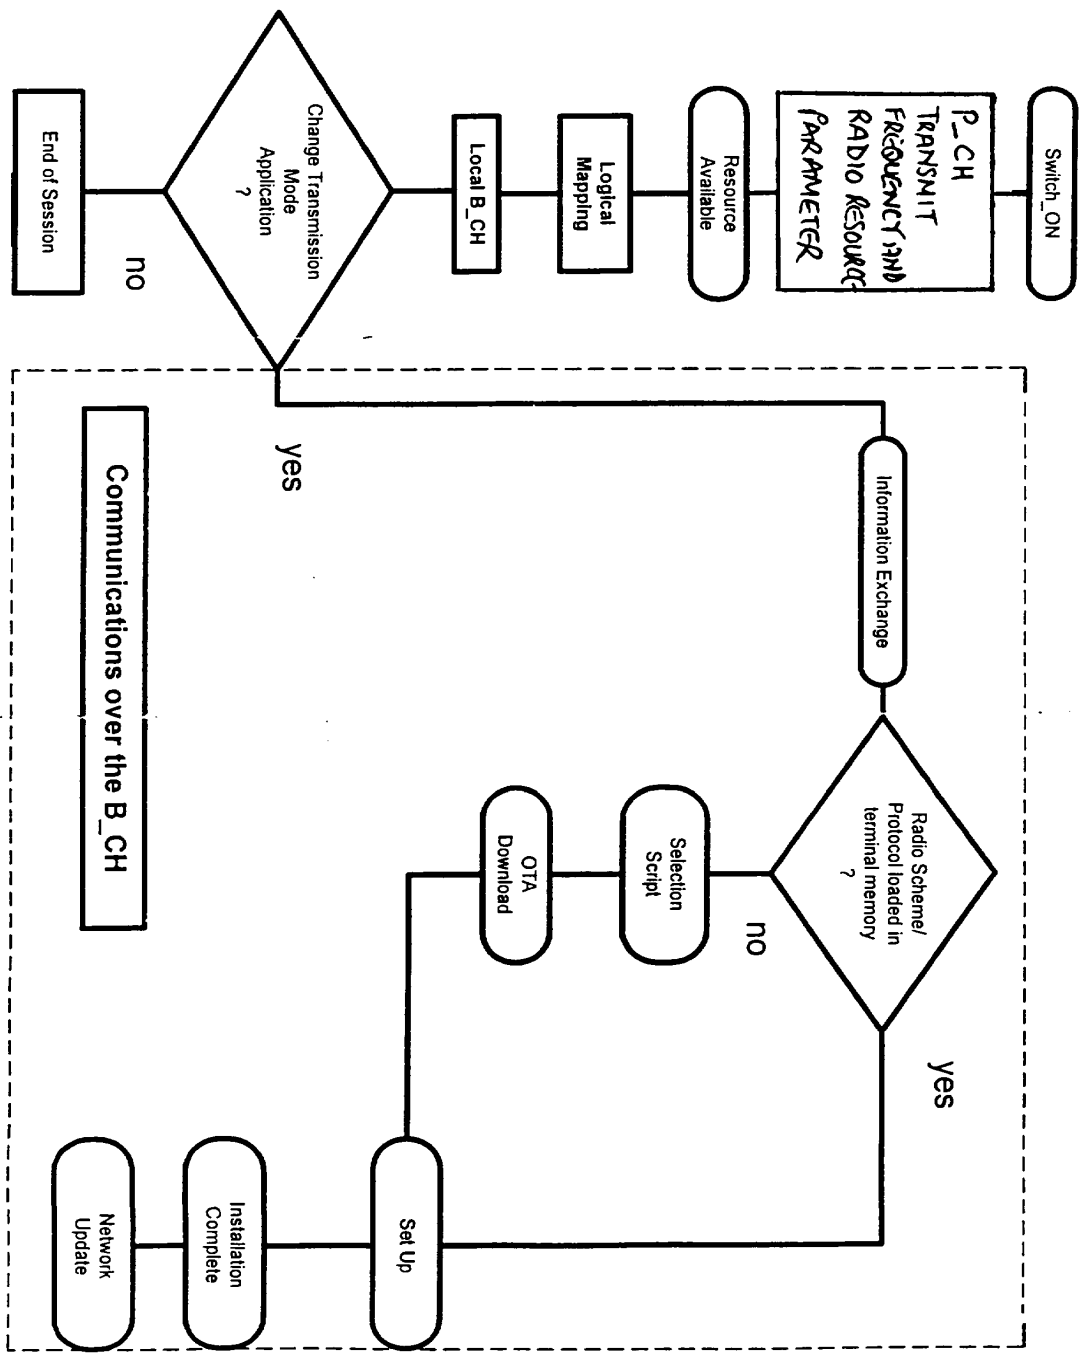 Switch_ON
P_CH
TRANSMIT
FREQUENCY AND
RADIO RESOURCE
PARAMETER
Resource
Available
Logical
Mapping
Local B_CH
Change Transmission
Mode
Application
?
no
End of Session
yes
Information Exchange
Radio Scheme/
Protocol loaded in
terminal memory
?
yes
no
Selection
Script
OTA
Download
Set Up
Installation
Complete
Network
Update
Communications over the B_CH